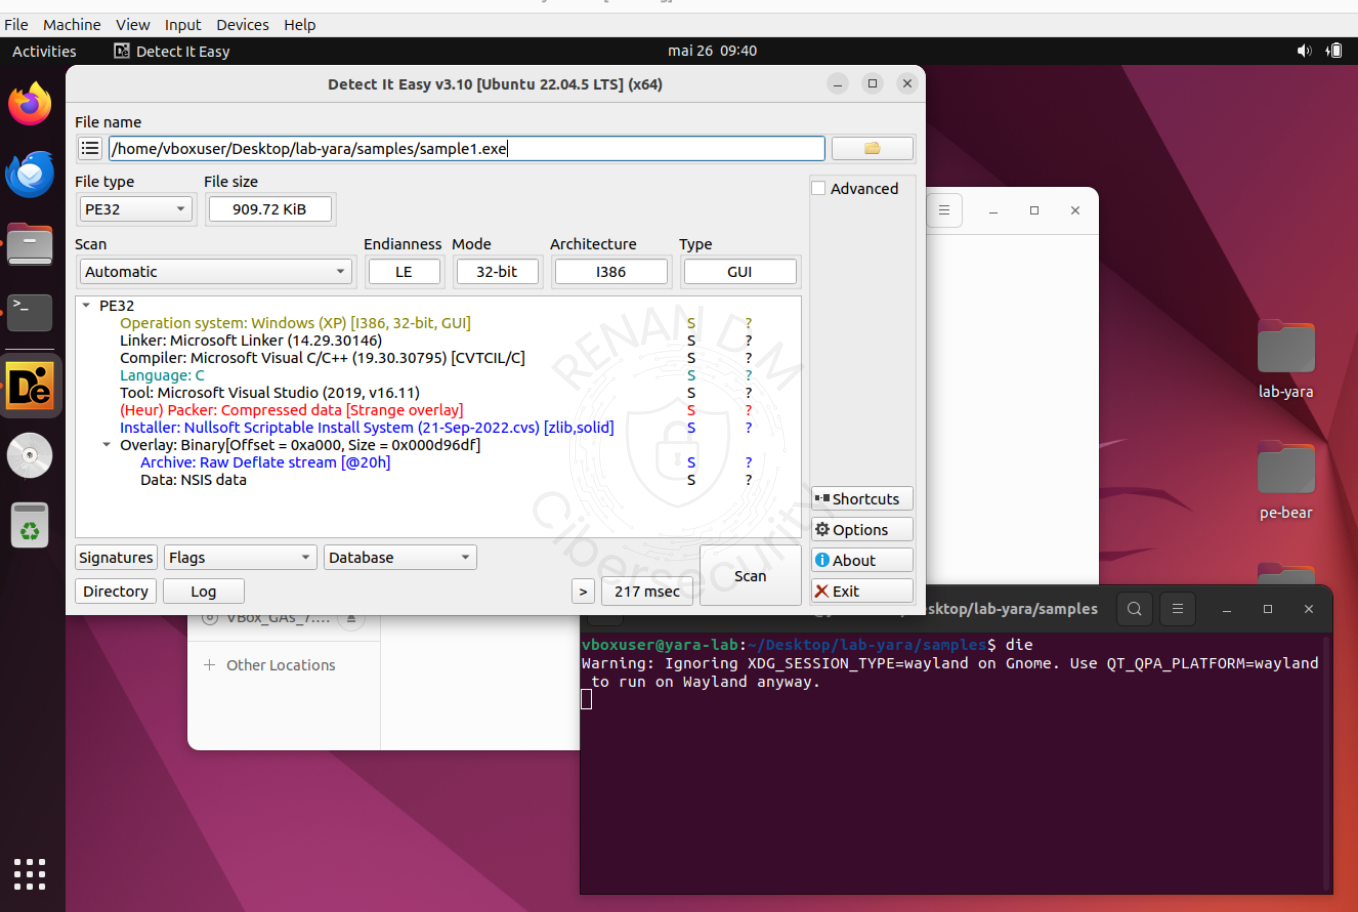 File Machine View Input Devices Help
Activities Detect It Easy mai 26 09:40
Detect It Easy v3.10 [Ubuntu 22.04.5 LTS] (x64)
File name
/home/vboxuser/Desktop/lab-yara/samples/sample1.exe
File type File size
Advanced
PE32 909.72 KiB
Scan Endianness Mode Architecture Type
Automatic LE 32-bit I386 GUI
PE32
Operation system: Windows (XP) [I386, 32-bit, GUI] S ?
Linker: Microsoft Linker (14.29.30146) S ?
Compiler: Microsoft Visual C/C++ (19.30.30795) [CVTCIL/C] S ?
Language: C S ?
Tool: Microsoft Visual Studio (2019, v16.11) S ?
(Heur) Packer: Compressed data [Strange overlay] S ?
Installer: Nullsoft Scriptable Install System (21-Sep-2022.cvs) [zlib,solid] S ?
Overlay: Binary[Offset = 0xa000, Size = 0x000d96df]
Archive: Raw Deflate stream [@20h] S ?
Data: NSIS data S ?
RENAN D.M
Cibersecurity
Shortcuts
Options
About
Exit
Signatures Flags Database
Scan
Directory Log > 217 msec
lab-yara
pe-bear
VBox_GAs_7....
Other Locations
sktop/lab-yara/samples
vboxuser@yara-lab:~/Desktop/lab-yara/samples$ die
Warning: Ignoring XDG_SESSION_TYPE=wayland on Gnome. Use QT_QPA_PLATFORM=wayland
to run on Wayland anyway.